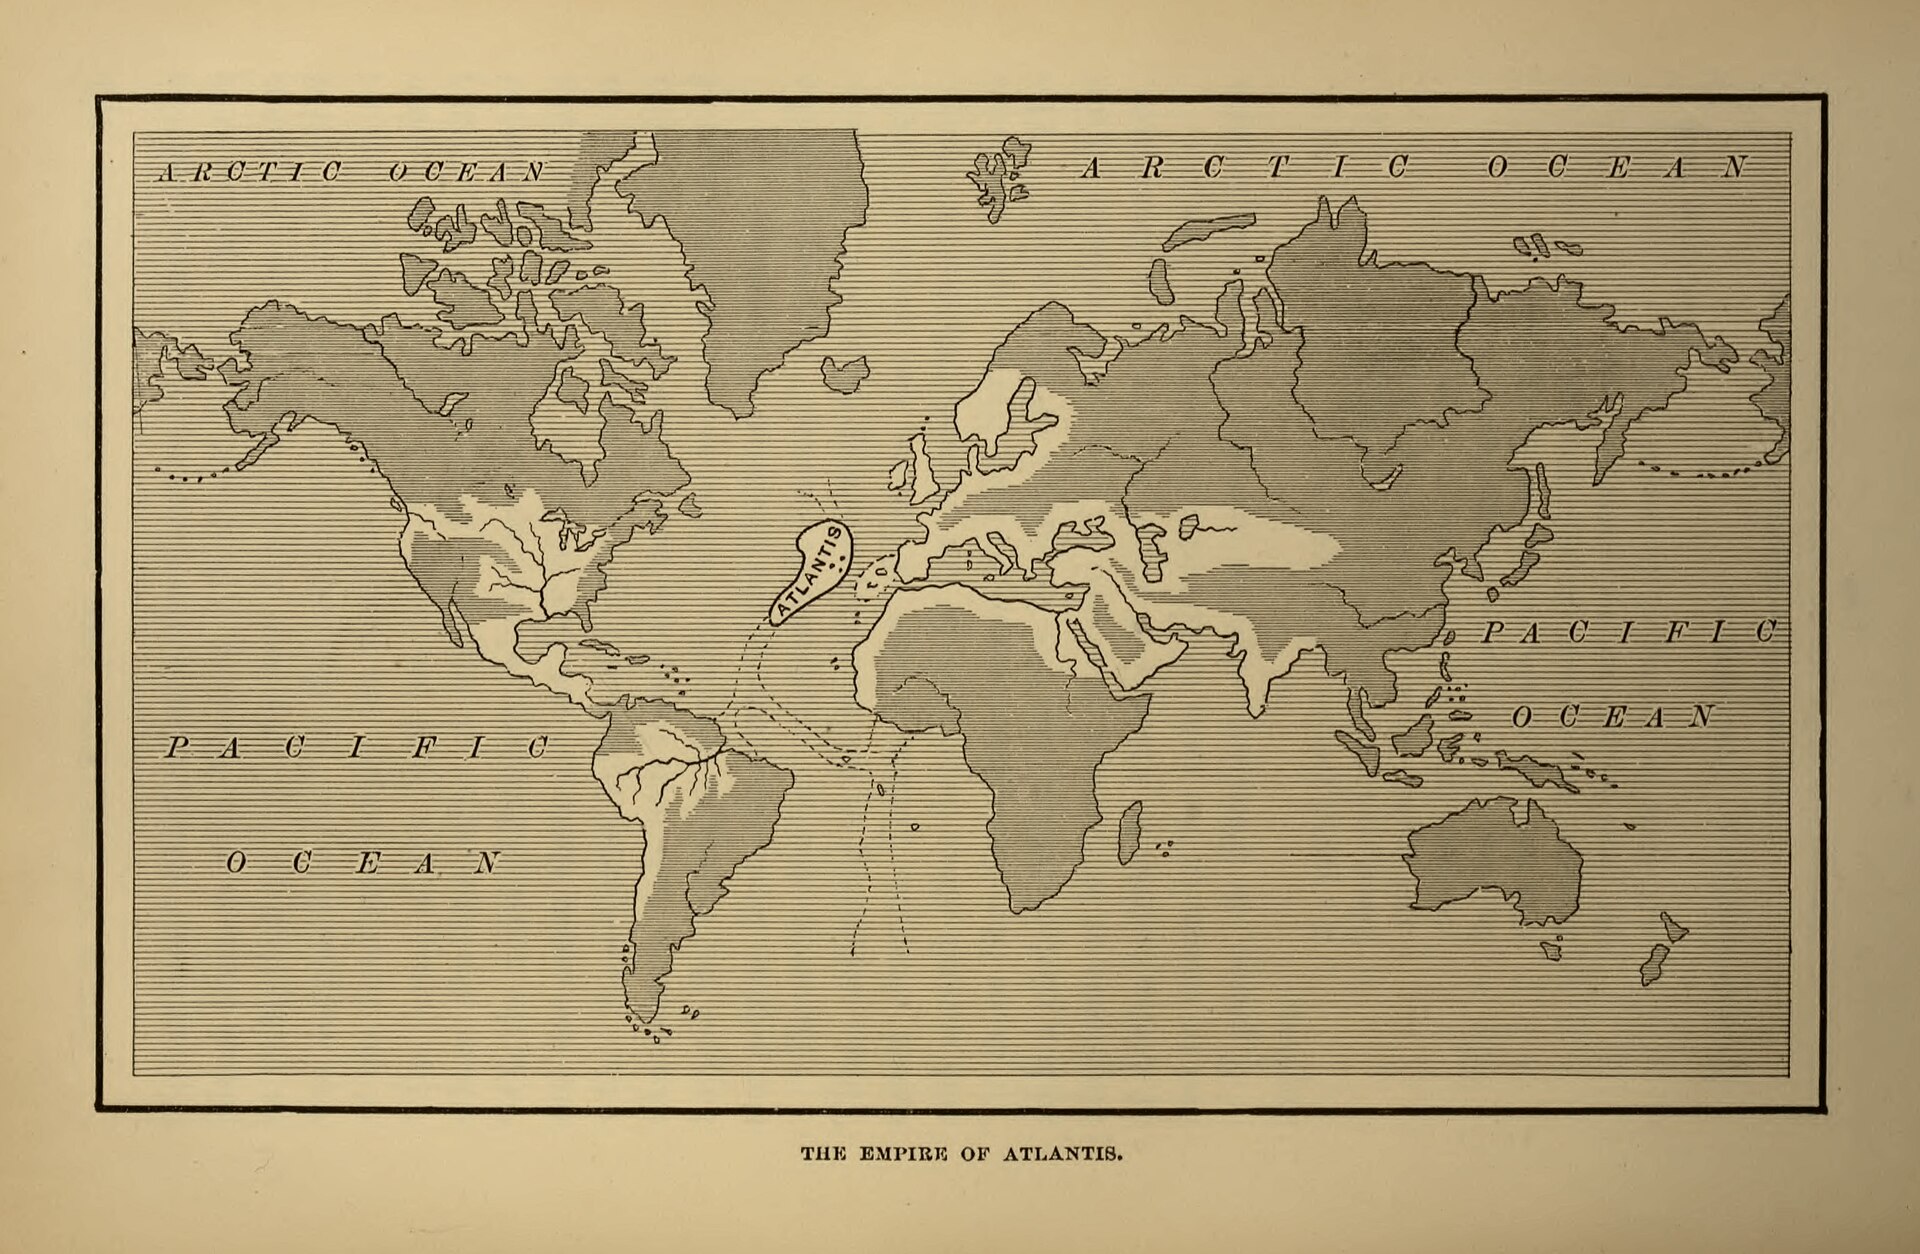 ARCTIC OCEAN
ARCTIC OCEAN
ATLANTIS
PACIFIC
OCEAN
PACIFIC
OCEAN
THE EMPIRE OF ATLANTIS.